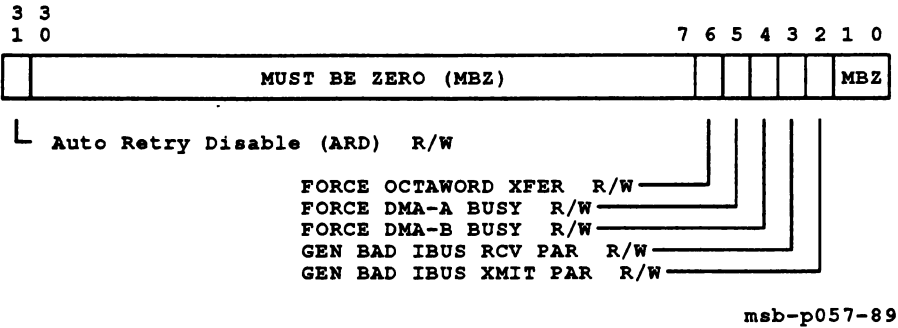 3 3
1 0 7 6 5 4 3 2 1 0
MUST BE ZERO (MBZ) MBZ
Auto Retry Disable (ARD) R/W
FORCE OCTAWORD XFER R/W
FORCE DMA-A BUSY R/W
FORCE DMA-B BUSY R/W
GEN BAD IBUS RCV PAR R/W
GEN BAD IBUS XMIT PAR R/W
msb-p057-89